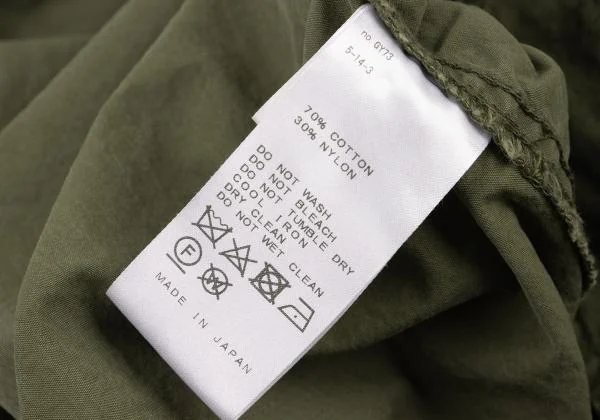 no GY73
5-14-3
70% COTTON
30% NYLON
DO NOT WASH
DO NOT BLEACH
DO NOT TUMBLE DRY
COOL IRON
DRY CLEAN
DO NOT WET CLEAN
F W
MADE IN JAPAN